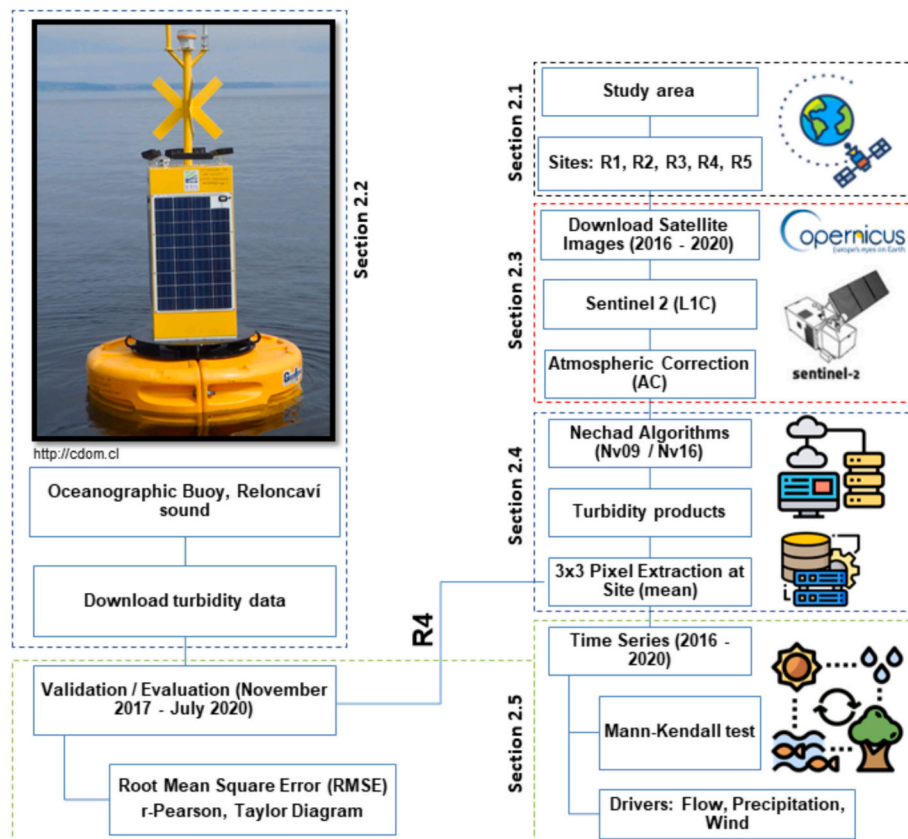 http://cdom.cl
Oceanographic Buoy, Reloncaví
sound
Download turbidity data
Section 2.2
Validation / Evaluation (November
2017 - July 2020)
Root Mean Square Error (RMSE)
r-Pearson, Taylor Diagram
R4
Section 2.1
Study area
Sites: R1, R2, R3, R4, R5
Section 2.3
Download Satellite
Images (2016 - 2020)
opernicus
Europe's eyes on Earth
Sentinel 2 (L1C)
sentinel-2
Atmospheric Correction
(AC)
Section 2.4
Nechad Algorithms
(Nv09 / Nv16)
Turbidity products
3x3 Pixel Extraction at
Site (mean)
Section 2.5
Time Series (2016 -
2020)
Mann-Kendall test
Drivers: Flow, Precipitation,
Wind